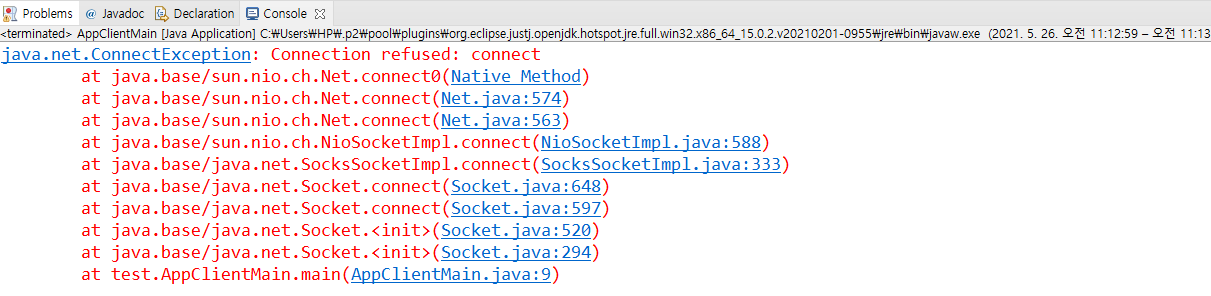 Problems @ Javadoc Declaration Console
<terminated> AppClientMain [Java Application] C:₩Users₩HP₩.p2₩pool₩plugins₩org.eclipse.justj.openjdk.hotspot.jre.full.win32.x86_64_15.0.2.v20210201-0955₩jre₩bin₩javaw.exe (2021. 5. 26. 오전 11:12:59 – 오전 11:13
java.net.ConnectException: Connection refused: connect
at java.base/sun.nio.ch.Net.connect0(Native Method)
at java.base/sun.nio.ch.Net.connect(Net.java:574)
at java.base/sun.nio.ch.Net.connect(Net.java:563)
at java.base/sun.nio.ch.NioSocketImpl.connect(NioSocketImpl.java:588)
at java.base/java.net.SocksSocketImpl.connect(SocksSocketImpl.java:333)
at java.base/java.net.Socket.connect(Socket.java:648)
at java.base/java.net.Socket.connect(Socket.java:597)
at java.base/java.net.Socket.<init>(Socket.java:520)
at java.base/java.net.Socket.<init>(Socket.java:294)
at test.AppClientMain.main(AppClientMain.java:9)